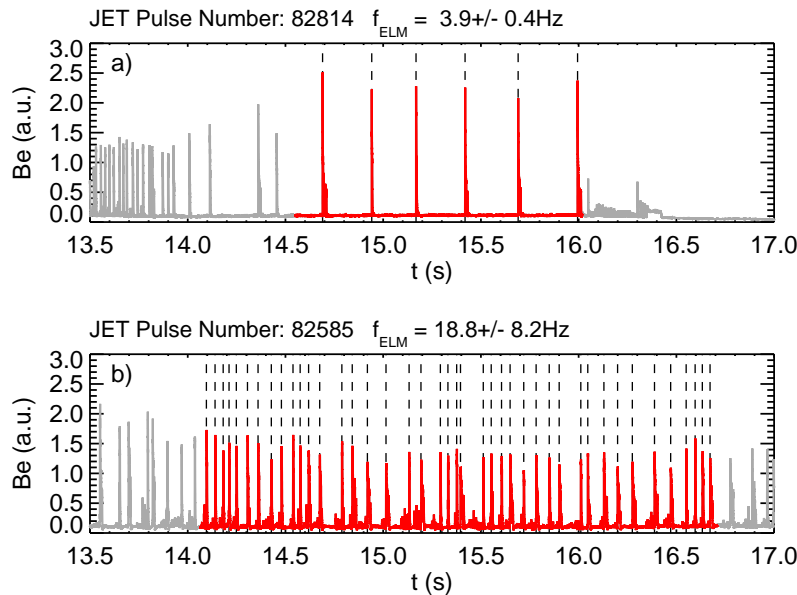 JET Pulse Number: 82814 f_ELM = 3.9+/- 0.4Hz
a)
Be (a.u.)
3.0
2.5
2.0
1.5
1.0
0.5
0.0
13.5 14.0 14.5 15.0 15.5 16.0 16.5 17.0
t (s)
JET Pulse Number: 82585 f_ELM = 18.8+/- 8.2Hz
b)
Be (a.u.)
3.0
2.5
2.0
1.5
1.0
0.5
0.0
13.5 14.0 14.5 15.0 15.5 16.0 16.5 17.0
t (s)